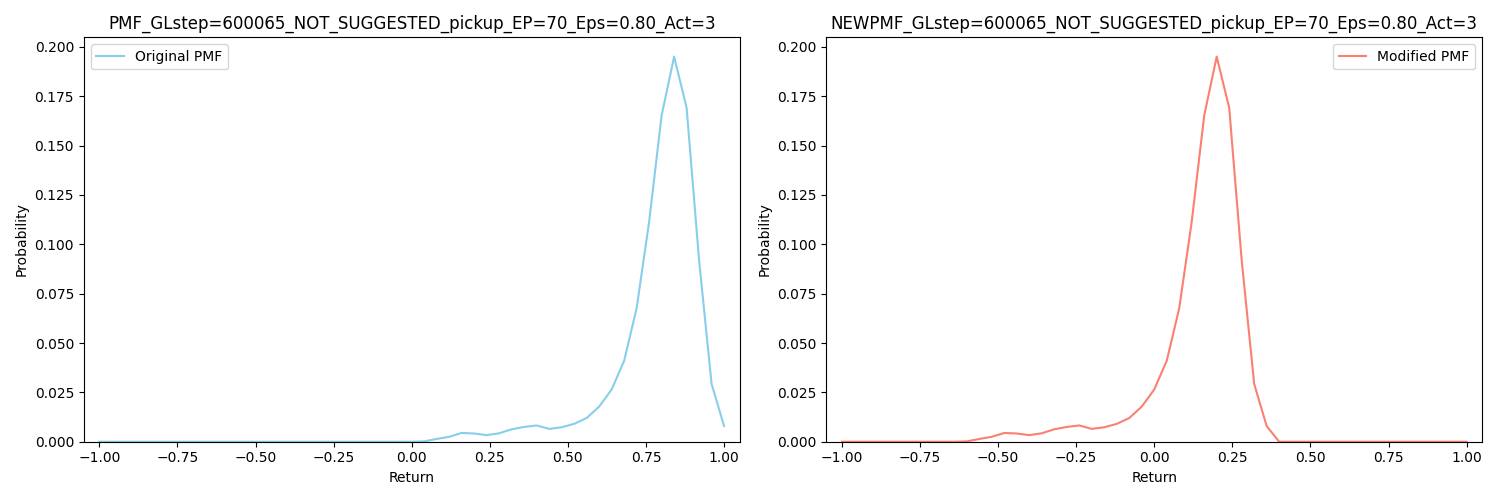 PMF_GLstep=600065_NOT_SUGGESTED_pickup_EP=70_Eps=0.80_Act=3
Original PMF
0.200
0.175
0.150
0.125
0.100
0.075
0.050
0.025
0.000
Probability
−1.00 −0.75 −0.50 −0.25 0.00 0.25 0.50 0.75 1.00
Return
NEWPMF_GLstep=600065_NOT_SUGGESTED_pickup_EP=70_Eps=0.80_Act=3
Modified PMF
0.200
0.175
0.150
0.125
0.100
0.075
0.050
0.025
0.000
Probability
−1.00 −0.75 −0.50 −0.25 0.00 0.25 0.50 0.75 1.00
Return